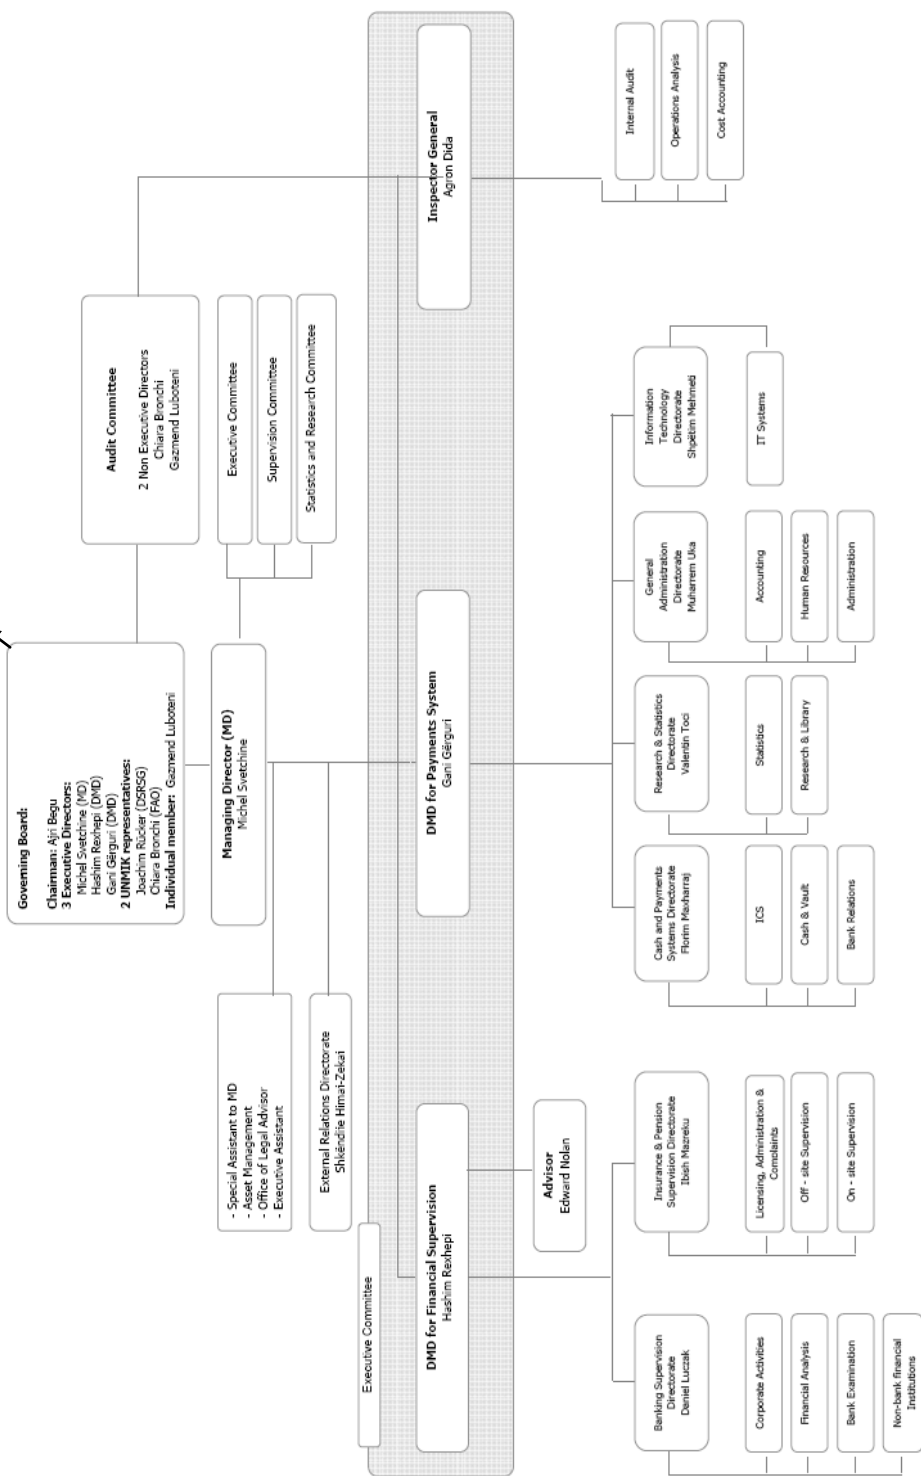 Governing Board:
Chairman: Ajri Begu
3 Executive Directors:
Michel Svetchine (MD)
Hashim Rexhepi (DMD)
Gani Gërguri (DMD)
2 UNMIK representatives:
Joachim Rücker (DSRSG)
Chiara Bronchi (FAO)
Individual member: Gazmend Luboteni
Audit Committee
2 Non Executive Directors
Chiara Bronchi
Gazmend Luboteni
Managing Director (MD)
Michel Svetchine
Executive Committee
Supervision Committee
Statistics and Research Committee
- Special Assistant to MD
- Asset Management
- Office of Legal Advisor
- Executive Assistant
External Relations Directorate
Shkëndije Himaj-Zekaj
Executive Committee
DMD for Financial Supervision
Hashim Rexhepi
DMD for Payments System
Gani Gërguri
Inspector General
Agron Dida
Advisor
Edward Nolan
Banking Supervision
Directorate
Daniel Luczak
Corporate Activities
Financial Analysis
Bank Examination
Non-bank financial
Institutions
Insurance & Pension
Supervision Directorate
Ibish Mazreku
Licensing, Administration &
Complaints
Off - site Supervision
On - site Supervision
Cash and Payments
Systems Directorate
Florim Maxharraj
ICS
Cash & Vault
Bank Relations
Research & Statistics
Directorate
Valentin Toci
Statistics
Research & Library
General
Administration
Directorate
Muharrem Uka
Accounting
Human Resources
Administration
Information
Technology
Directorate
Shpëtim Mehmeti
IT Systems
Internal Audit
Operations Analysis
Cost Accounting